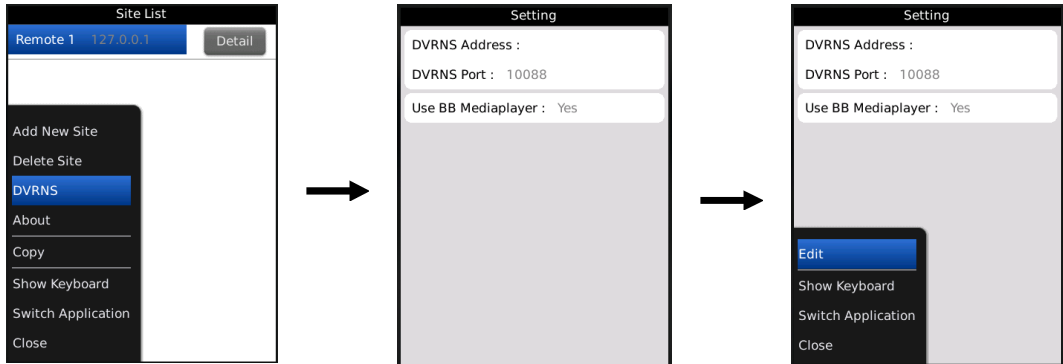 Site List
Remote 1 127.0.0.1 Detail
Add New Site
Delete Site
DVRNS
About
Copy
Show Keyboard
Switch Application
Close
Setting
DVRNS Address :
DVRNS Port : 10088
Use BB Mediaplayer : Yes
Setting
DVRNS Address :
DVRNS Port : 10088
Use BB Mediaplayer : Yes
Edit
Show Keyboard
Switch Application
Close